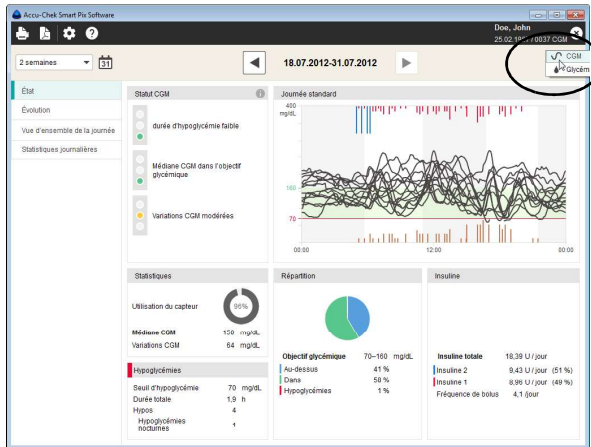 Accu-Chek Smart Pix Software
Doe, John
25.02.1967 / 0037 CGM
2 semaines
31
18.07.2012-31.07.2012
CGM
Glycém
État
Évolution
Vue d'ensemble de la journée
Statistiques journalières
Statut CGM
durée d'hypoglycémie faible
Médiane CGM dans l'objectif
glycémique
Variations CGM modérées
Journée standard
400
mg/dL
160
70
00:00
12:00
00:00
Statistiques
Utilisation du capteur
96%
Médiane CGM 150 mg/dL
Variations CGM 64 mg/dL
Hypoglycémies
Seuil d'hypoglycémie 70 mg/dL
Durée totale 1,9 h
Hypos 4
Hypoglycémies
nocturnes
Répartition
Objectif glycémique 70–160 mg/dL
Au-dessus 41 %
Dans 58 %
Hypoglycémies 1 %
Insuline
Insuline totale 18,39 U / jour
Insuline 2 9,43 U / jour (51 %)
Insuline 1 8,96 U / jour (49 %)
Fréquence de bolus 4,1 /jour